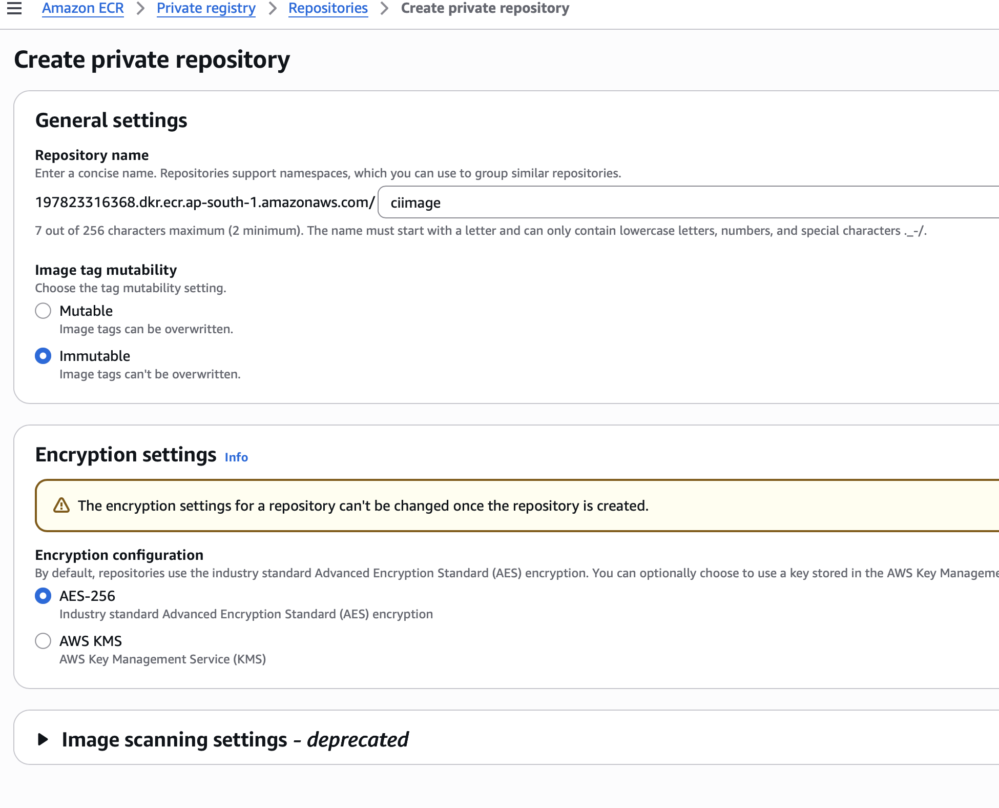 Amazon ECR > Private registry > Repositories > Create private repository
Create private repository
General settings
Repository name
Enter a concise name. Repositories support namespaces, which you can use to group similar repositories.
197823316368.dkr.ecr.ap-south-1.amazonaws.com/ ciimage
7 out of 256 characters maximum (2 minimum). The name must start with a letter and can only contain lowercase letters, numbers, and special characters ._-/.
Image tag mutability
Choose the tag mutability setting.
Mutable
Image tags can be overwritten.
Immutable
Image tags can't be overwritten.
Encryption settings Info
The encryption settings for a repository can't be changed once the repository is created.
Encryption configuration
By default, repositories use the industry standard Advanced Encryption Standard (AES) encryption. You can optionally choose to use a key stored in the AWS Key Manageme
AES-256
Industry standard Advanced Encryption Standard (AES) encryption
AWS KMS
AWS Key Management Service (KMS)
Image scanning settings - deprecated